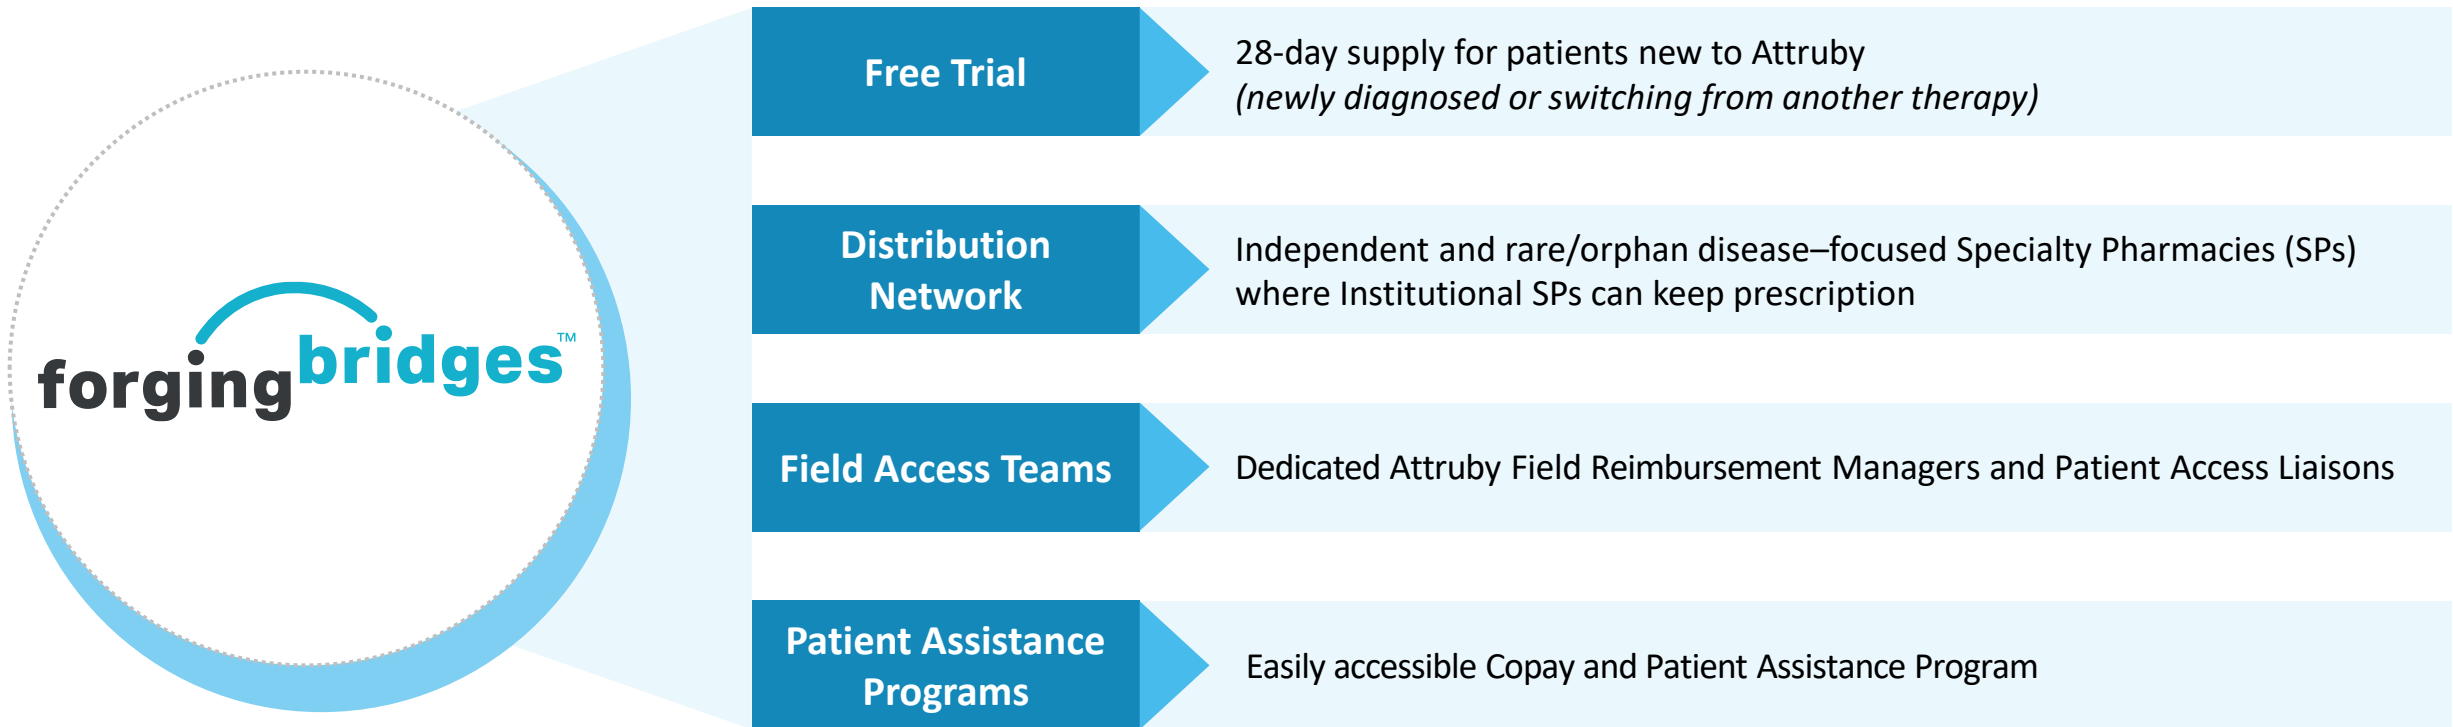 forgingbridges™
Free Trial
28-day supply for patients new to Attruby
(newly diagnosed or switching from another therapy)
Distribution
Network
Independent and rare/orphan disease–focused Specialty Pharmacies (SPs)
where Institutional SPs can keep prescription
Field Access Teams
Dedicated Attruby Field Reimbursement Managers and Patient Access Liaisons
Patient Assistance
Programs
Easily accessible Copay and Patient Assistance Program